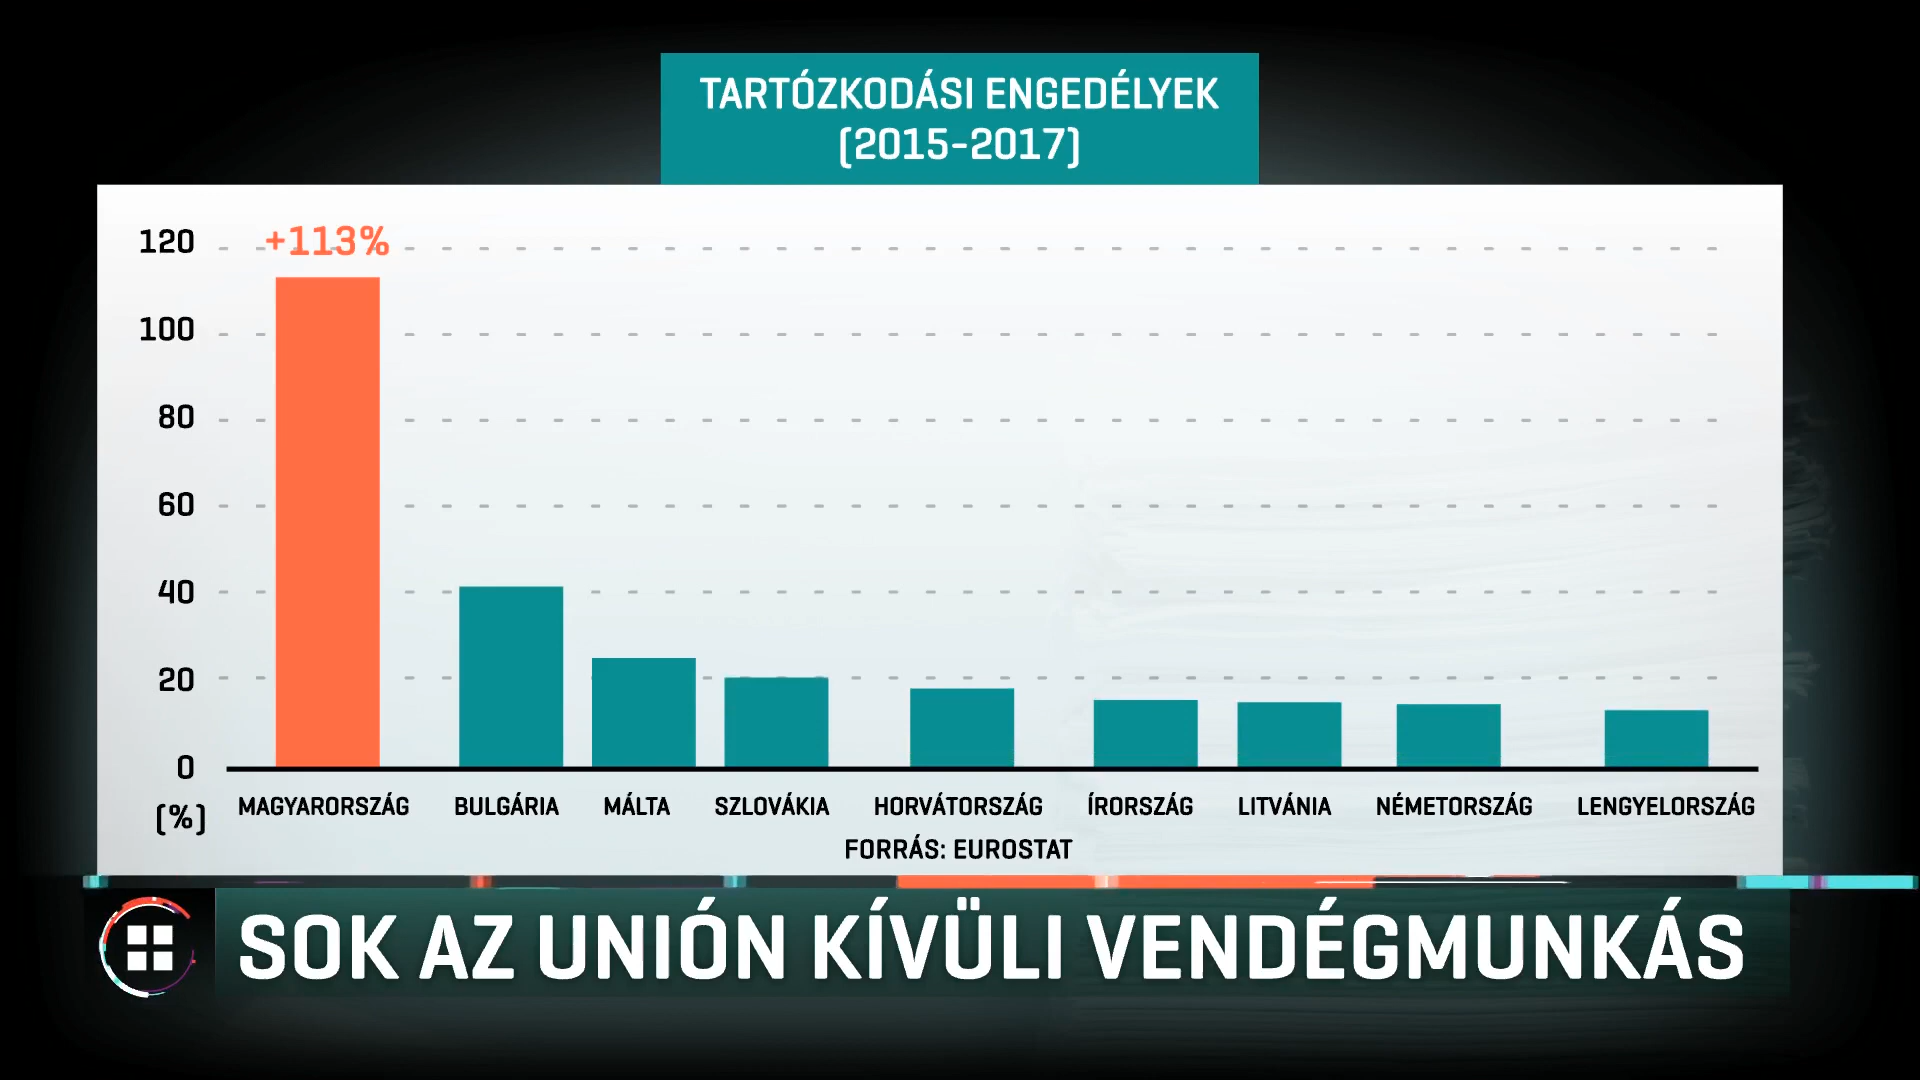 TARTÓZKODÁSI ENGEDÉLYEK
(2015-2017)
120
+113%
100
80
60
40
20
0
(%)
MAGYARORSZÁG BULGÁRIA MÁLTA SZLOVÁKIA HORVÁTORSZÁG ÍRORSZÁG LITVÁNIA NÉMETORSZÁG LENGYELORSZÁG
FORRÁS: EUROSTAT
SOK AZ UNIÓN KÍVÜLI VENDÉGMUNKÁS